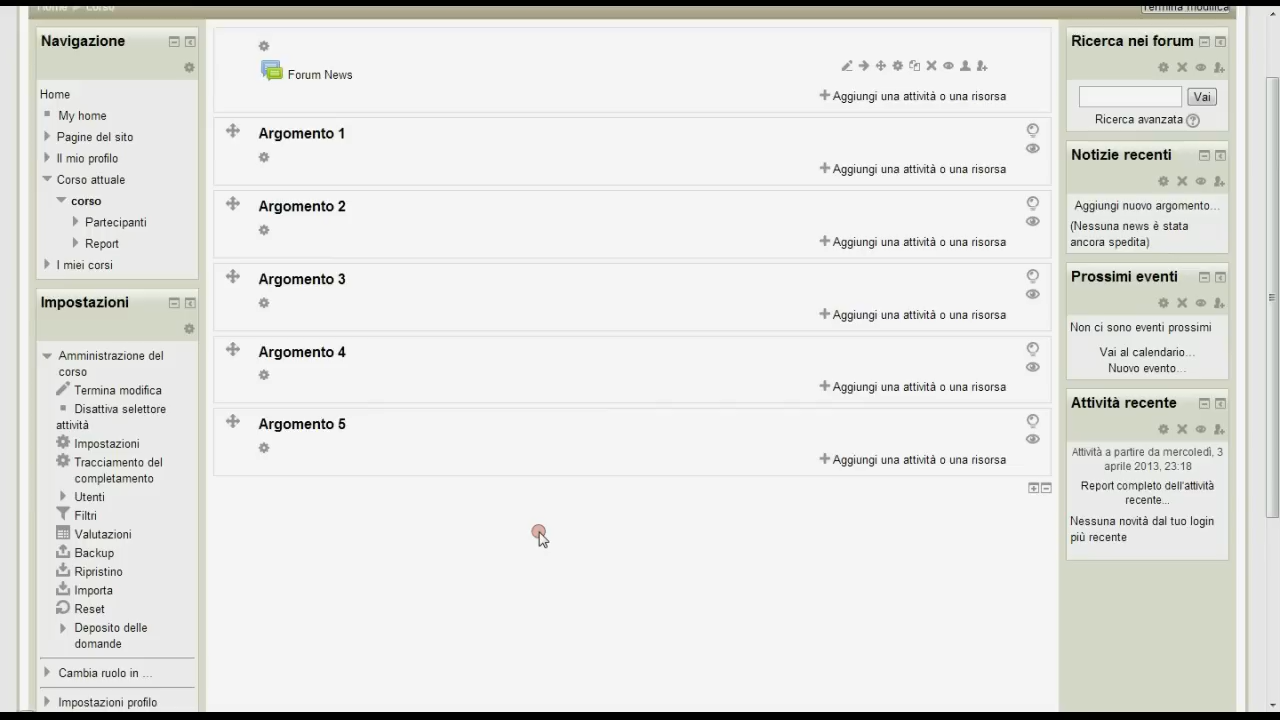 Home ► corso
Termina modifica
Navigazione
Home
My home
Pagine del sito
Il mio profilo
Corso attuale
corso
Partecipanti
Report
I miei corsi
Impostazioni
Amministrazione del
corso
Termina modifica
Disattiva selettore
attività
Impostazioni
Tracciamento del
completamento
Utenti
Filtri
Valutazioni
Backup
Ripristino
Importa
Reset
Deposito delle
domande
Cambia ruolo in ...
Impostazioni profilo
Forum News
Aggiungi una attività o una risorsa
Argomento 1
Aggiungi una attività o una risorsa
Argomento 2
Aggiungi una attività o una risorsa
Argomento 3
Aggiungi una attività o una risorsa
Argomento 4
Aggiungi una attività o una risorsa
Argomento 5
Aggiungi una attività o una risorsa
Ricerca nei forum
Vai
Ricerca avanzata
Notizie recenti
Aggiungi nuovo argomento...
(Nessuna news è stata
ancora spedita)
Prossimi eventi
Non ci sono eventi prossimi
Vai al calendario...
Nuovo evento...
Attività recente
Attività a partire da mercoledì, 3
aprile 2013, 23:18
Report completo dell'attività
recente...
Nessuna novità dal tuo login
più recente